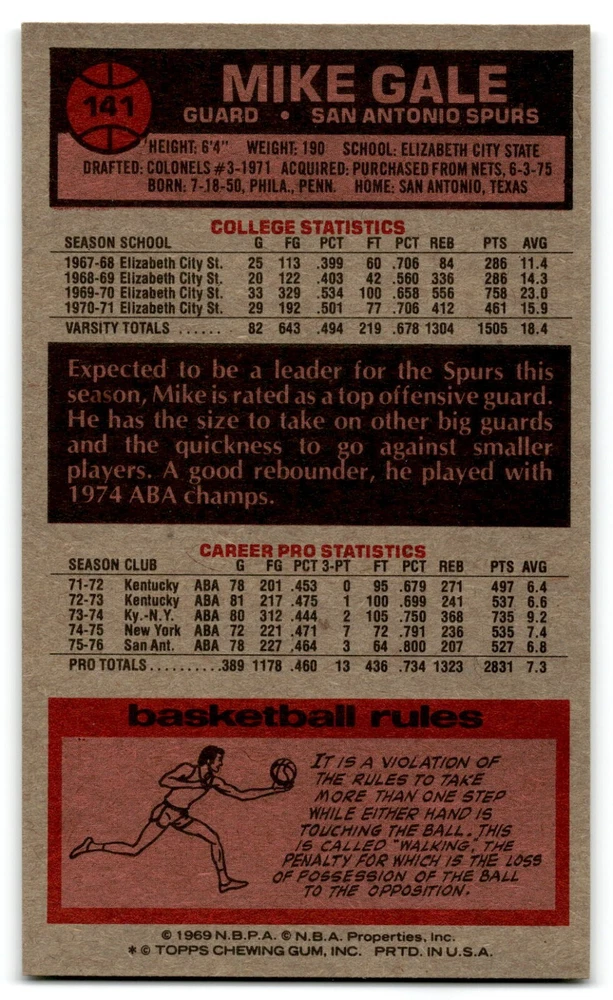 141
MIKE GALE
GUARD • SAN ANTONIO SPURS
HEIGHT: 6'4" WEIGHT: 190 SCHOOL: ELIZABETH CITY STATE
DRAFTED: COLONELS #3-1971 ACQUIRED: PURCHASED FROM NETS, 6-3-75
BORN: 7-18-50, PHILA., PENN. HOME: SAN ANTONIO, TEXAS
COLLEGE STATISTICS
SEASON SCHOOL G FG PCT FT PCT REB PTS AVG
1967-68 Elizabeth City St. 25 113 .399 60 .706 84 286 11.4
1968-69 Elizabeth City St. 20 122 .403 42 .560 336 286 14.3
1969-70 Elizabeth City St. 33 329 .534 100 .658 556 758 23.0
1970-71 Elizabeth City St. 29 192 .501 77 .706 412 461 15.9
VARSITY TOTALS ...... 82 643 .494 219 .678 1304 1505 18.4
Expected to be a leader for the Spurs this
season, Mike is rated as a top offensive guard.
He has the size to take on other big guards
and the quickness to go against smaller
players. A good rebounder, he played with
1974 ABA champs.
CAREER PRO STATISTICS
SEASON CLUB G FG PCT 3-PT FT PCT REB PTS AVG
71-72 Kentucky ABA 78 201 .453 0 95 .679 271 497 6.4
72-73 Kentucky ABA 81 217 .475 1 100 .699 241 537 6.6
73-74 Ky.-N.Y. ABA 80 312 .444 2 105 .750 368 735 9.2
74-75 New York ABA 72 221 .471 7 72 .791 236 535 7.4
75-76 San Ant. ABA 78 227 .464 3 64 .800 207 527 6.8
PRO TOTALS..........389 1178 .460 13 436 .734 1323 2831 7.3
basketball rules
IT IS A VIOLATION OF
THE RULES TO TAKE
MORE THAN ONE STEP
WHILE EITHER HAND IS
TOUCHING THE BALL. THIS
IS CALLED "WALKING," THE
PENALTY FOR WHICH IS THE LOSS
OF POSSESSION OF THE BALL
TO THE OPPOSITION.
© 1969 N.B.P.A. © N.B.A. Properties, Inc.
* © TOPPS CHEWING GUM, INC. PRTD. IN U.S.A.